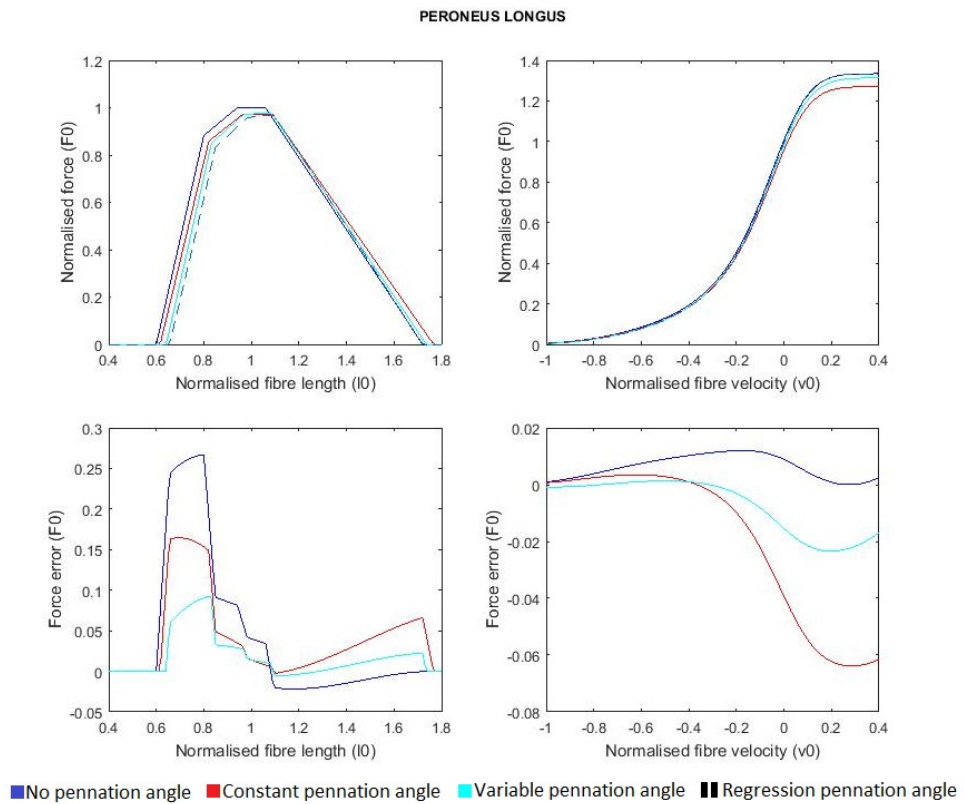 PERONEUS LONGUS
1.2
1
0.8
0.6
0.4
0.2
0
Normalised force (F0)
0.4 0.6 0.8 1 1.2 1.4 1.6 1.8
Normalised fibre length (l0)
1.4
1.2
1
0.8
0.6
0.4
0.2
0
Normalised force (F0)
-1 -0.8 -0.6 -0.4 -0.2 0 0.2 0.4
Normalised fibre velocity (v0)
0.3
0.25
0.2
0.15
0.1
0.05
0
-0.05
Force error (F0)
0.4 0.6 0.8 1 1.2 1.4 1.6 1.8
Normalised fibre length (l0)
0.02
0
-0.02
-0.04
-0.06
-0.08
Force error (F0)
-1 -0.8 -0.6 -0.4 -0.2 0 0.2 0.4
Normalised fibre velocity (v0)
No pennation angle Constant pennation angle Variable pennation angle Regression pennation angle